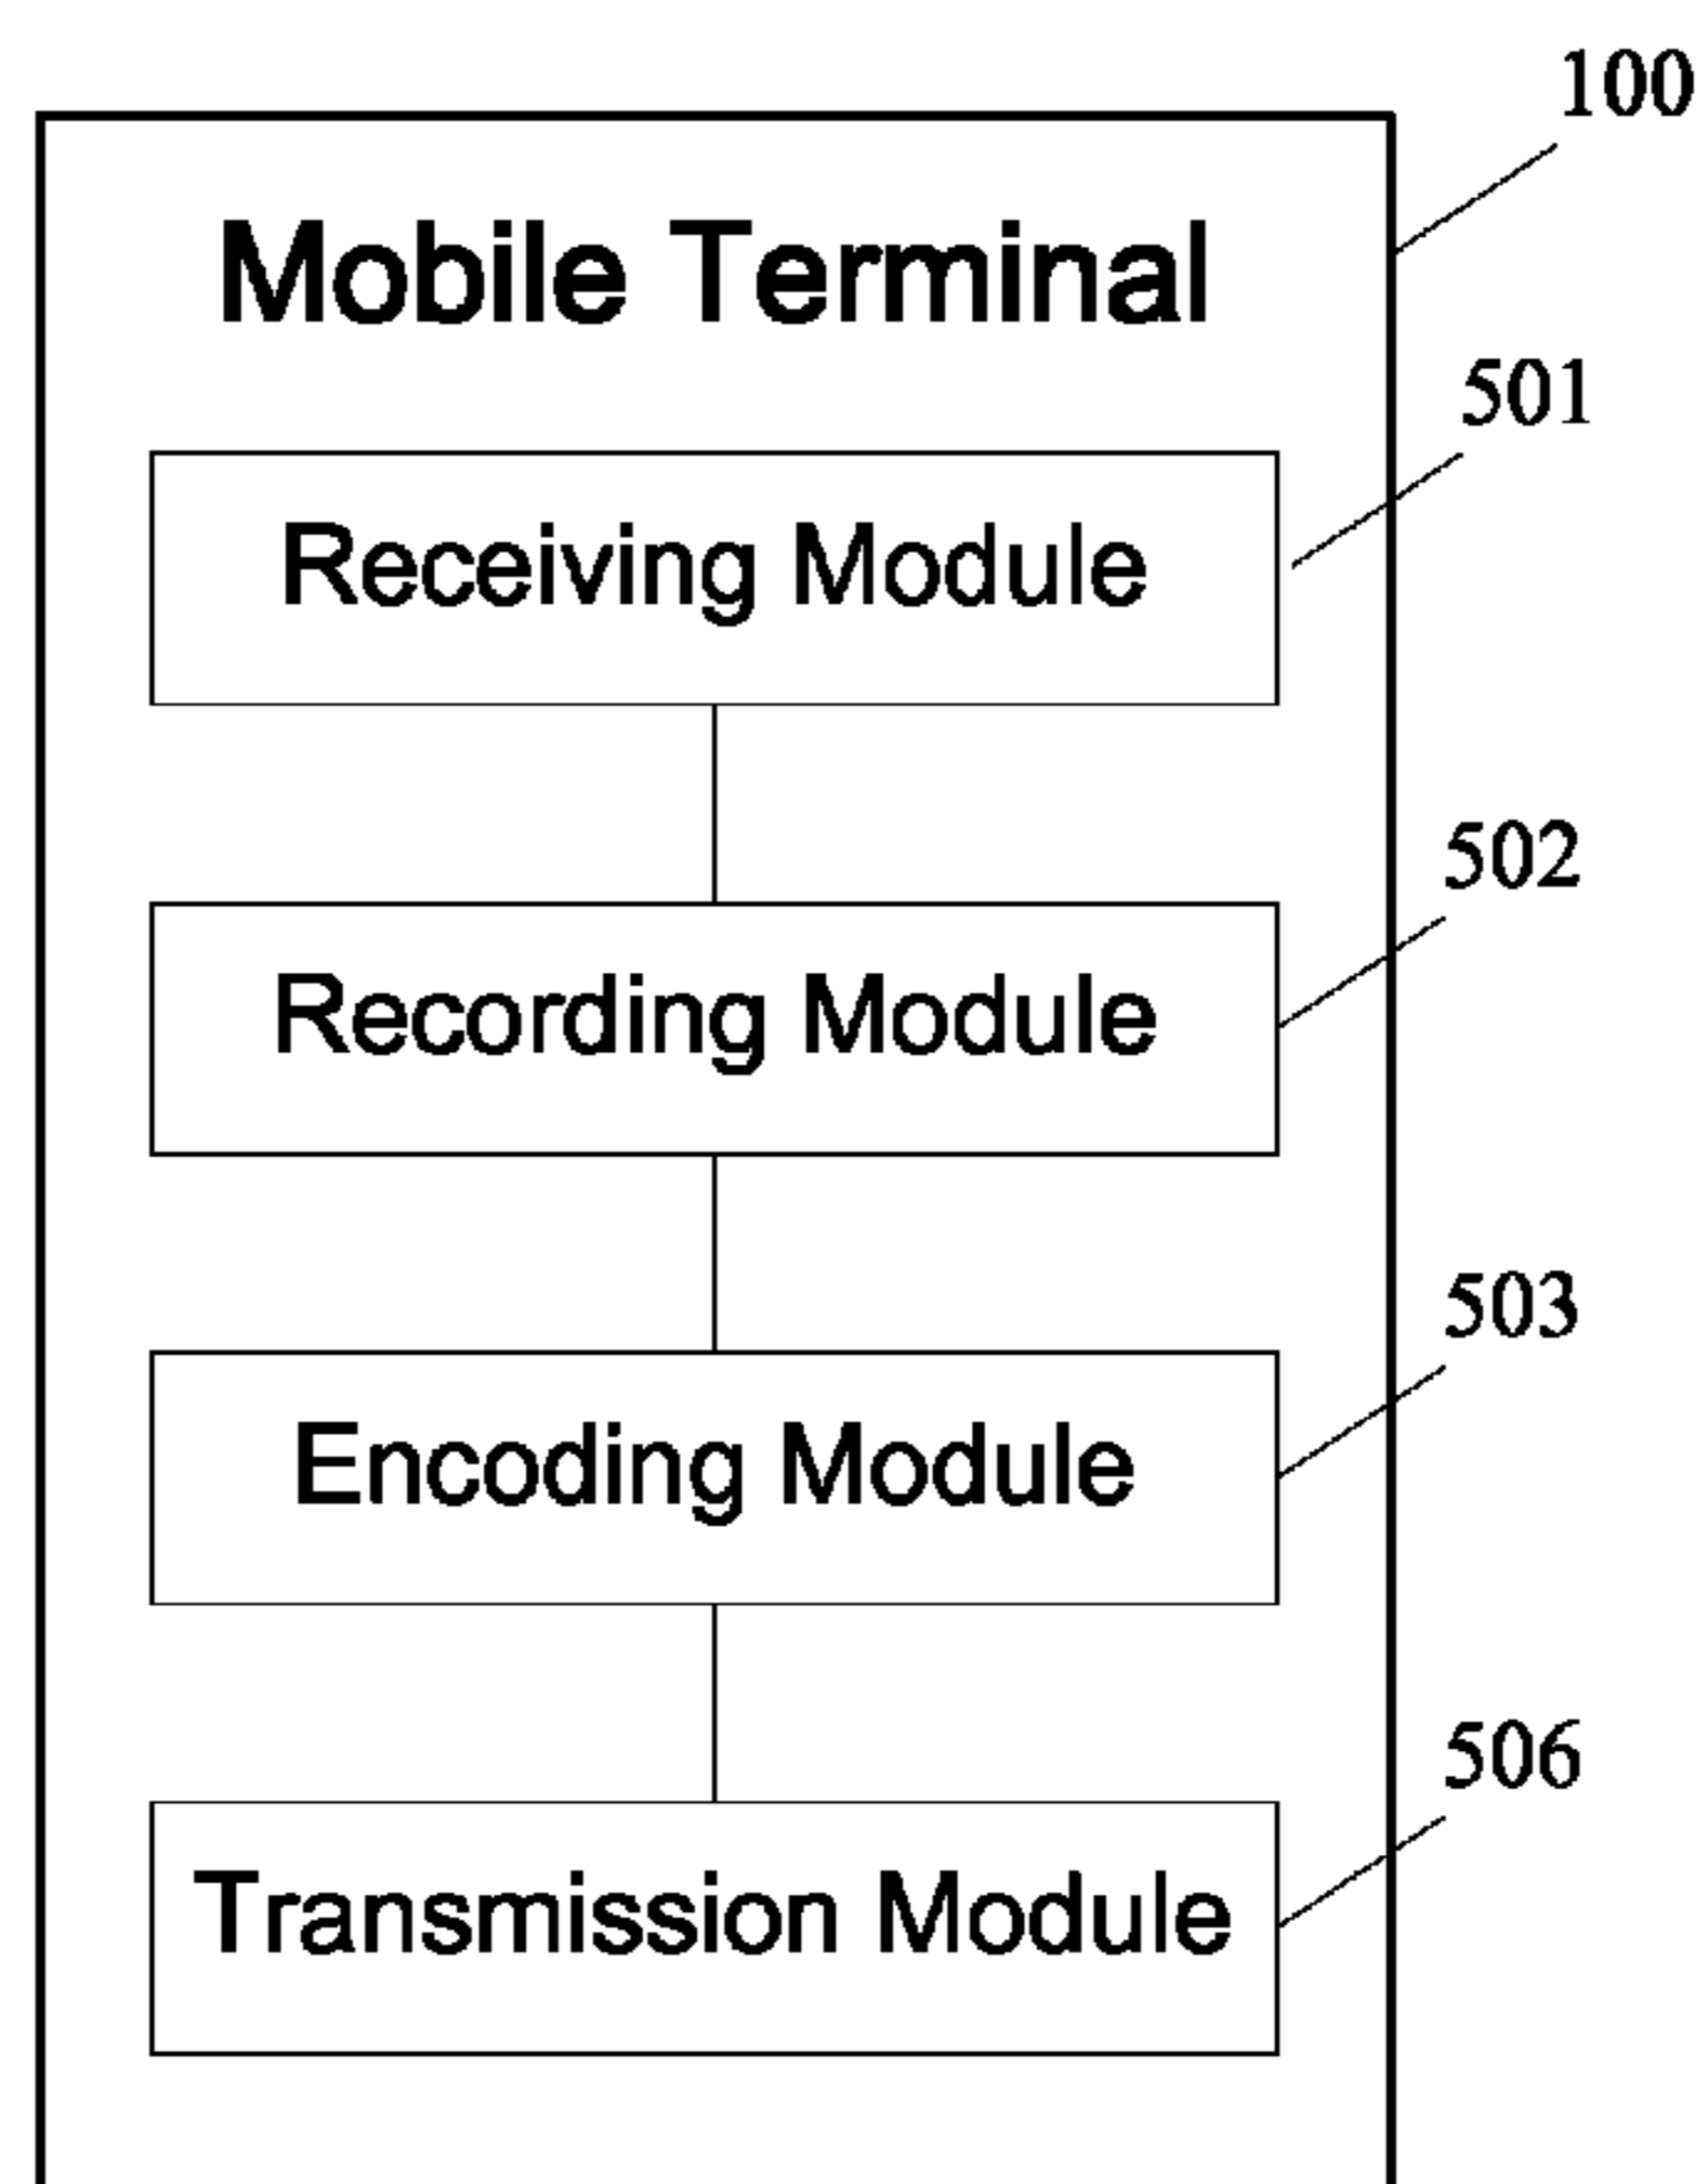 100
Mobile Terminal
501
Receiving Module
502
Recording Module
503
Encoding Module
506
Transmission Module